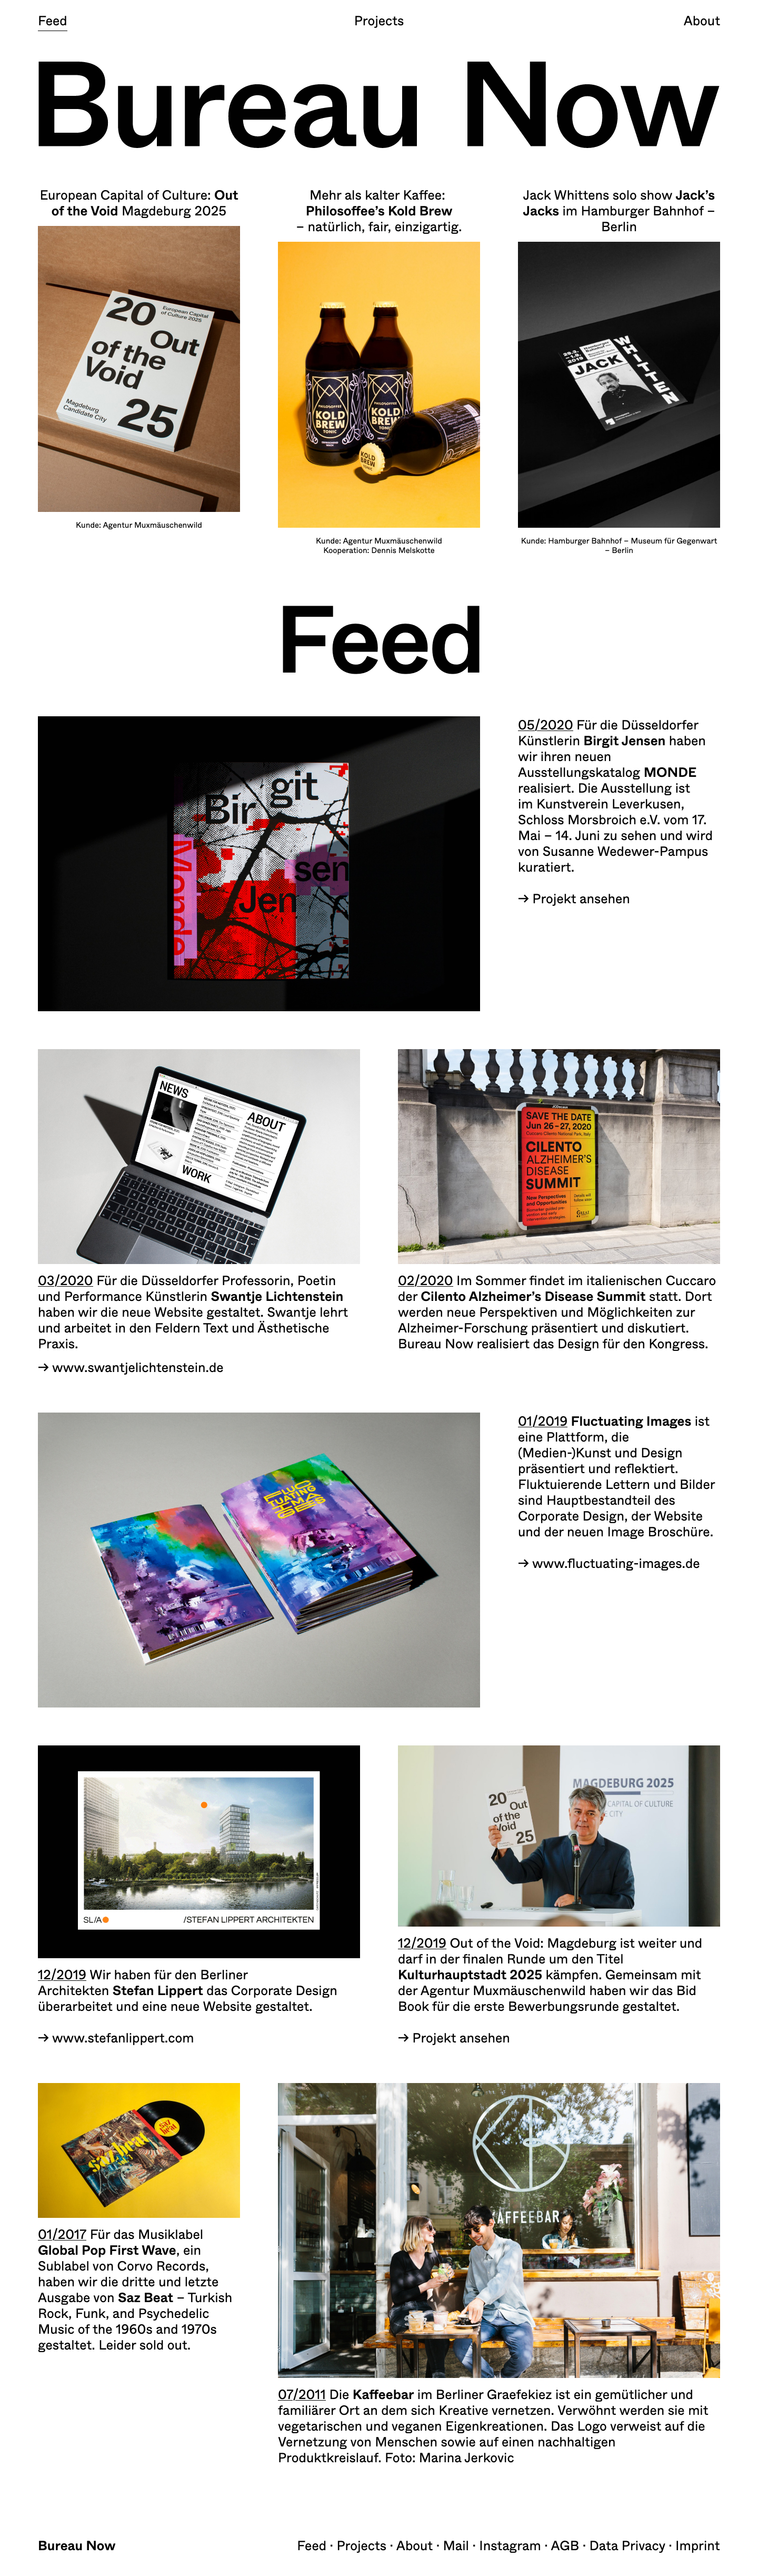 Feed
Projects
About
Bureau Now
European Capital of Culture: Out
of the Void Magdeburg 2025
20
European Capital
of Culture 2025
Out
of the
Void
Magdeburg
Candidate City
25
Kunde: Agentur Muxmäuschenwild
Mehr als kalter Kaffee:
Philosoffee's Kold Brew
– natürlich, fair, einzigartig.
KOLD
BREW
TONIC
KOLD
BREW
KOLD
BREW
Kunde: Agentur Muxmäuschenwild
Kooperation: Dennis Melskotte
Jack Whittens solo show Jack's
Jacks im Hamburger Bahnhof –
Berlin
JACK
WHITTEN
Kunde: Hamburger Bahnhof – Museum für Gegenwart
– Berlin
Feed
Bir
git
Jen
sen
Monde
05/2020 Für die Düsseldorfer
Künstlerin Birgit Jensen haben
wir ihren neuen
Ausstellungskatalog MONDE
realisiert. Die Ausstellung ist
im Kunstverein Leverkusen,
Schloss Morsbroich e.V. vom 17.
Mai – 14. Juni zu sehen und wird
von Susanne Wedewer-Pampus
kuratiert.
→ Projekt ansehen
NEWS
ABOUT
WORK
03/2020 Für die Düsseldorfer Professorin, Poetin
und Performance Künstlerin Swantje Lichtenstein
haben wir die neue Website gestaltet. Swantje lehrt
und arbeitet in den Feldern Text und Ästhetische
Praxis.
→ www.swantjelichtenstein.de
SAVE THE DATE
Jun 26–27, 2020
CILENTO
ALZHEIMER'S
DISEASE
SUMMIT
New Perspectives
and Opportunities
02/2020 Im Sommer findet im italienischen Cuccaro
der Cilento Alzheimer's Disease Summit statt. Dort
werden neue Perspektiven und Möglichkeiten zur
Alzheimer-Forschung präsentiert und diskutiert.
Bureau Now realisiert das Design für den Kongress.
FLUC
TUATING
IMA
GES
01/2019 Fluctuating Images ist
eine Plattform, die
(Medien-)Kunst und Design
präsentiert und reflektiert.
Fluktuierende Lettern und Bilder
sind Hauptbestandteil des
Corporate Design, der Website
und der neuen Image Broschüre.
→ www.fluctuating-images.de
SL/A
/STEFAN LIPPERT ARCHITEKTEN
12/2019 Wir haben für den Berliner
Architekten Stefan Lippert das Corporate Design
überarbeitet und eine neue Website gestaltet.
→ www.stefanlippert.com
20
Out
of the
Void
25
MAGDEBURG 2025
CAPITAL OF CULTURE
CITY
12/2019 Out of the Void: Magdeburg ist weiter und
darf in der finalen Runde um den Titel
Kulturhauptstadt 2025 kämpfen. Gemeinsam mit
der Agentur Muxmäuschenwild haben wir das Bid
Book für die erste Bewerbungsrunde gestaltet.
→ Projekt ansehen
saz beat
saz
beat
01/2017 Für das Musiklabel
Global Pop First Wave, ein
Sublabel von Corvo Records,
haben wir die dritte und letzte
Ausgabe von Saz Beat – Turkish
Rock, Funk, and Psychedelic
Music of the 1960s and 1970s
gestaltet. Leider sold out.
KAFFEEBAR
07/2011 Die Kaffeebar im Berliner Graefekiez ist ein gemütlicher und
familiärer Ort an dem sich Kreative vernetzen. Verwöhnt werden sie mit
vegetarischen und veganen Eigenkreationen. Das Logo verweist auf die
Vernetzung von Menschen sowie auf einen nachhaltigen
Produktkreislauf. Foto: Marina Jerkovic
Bureau Now
Feed · Projects · About · Mail · Instagram · AGB · Data Privacy · Imprint